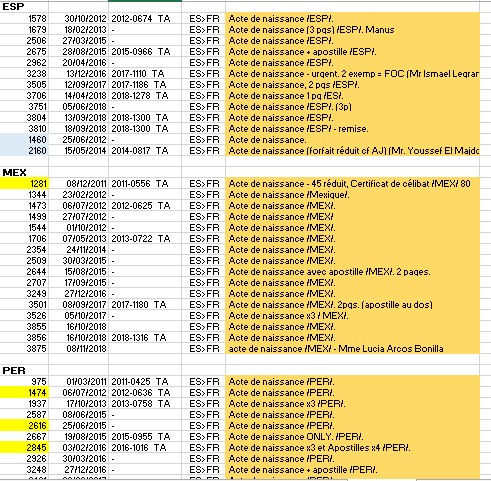 ESP
1578 30/10/2012 2012-0674 TA ES>FR Acte de naissance /ESP/.
1679 18/02/2013 - ES>FR Acte de naissance (3 pgs) /ESP/. Manus
2506 27/03/2015 - ES>FR Acte de naissance /ESP/.
2675 28/08/2015 2015-0966 TA ES>FR Acte de naissance + apostille /ESP/.
2962 20/04/2016 - ES>FR Acte de naissance /ESP/.
3238 13/12/2016 2017-1110 TA ES>FR Acte de naissance - urgent. 2 exemp = FOC (Mr Ismael Legrar
3505 12/09/2017 2017-1186 TA ES>FR Acte de naissance, 2 pgs /ESP/.
3706 14/04/2018 2018-1278 TA ES>FR Acte de naissance 1 pg /ES/.
3751 05/06/2018 - ES>FR Acte de naissance /ESP/. (3p)
3804 13/09/2018 2018-1300 TA ES>FR Acte de naissance /ESP/.
3810 18/09/2018 2018-1300 TA ES>FR Acte de naissance /ESP/ - remise.
1460 25/06/2012 - ES>FR Acte de naissance.
2160 15/05/2014 2014-0817 TA ES>FR Acte de naissance (forfait réduit cf AJ) (Mr. Youssef El Majdo
MEX
1281 08/12/2011 2011-0556 TA ES>FR Acte de naissance - 45 réduit, Certificat de célibat /MEX/ 80
1344 23/02/2012 - ES>FR Acte de naissance /Mexique/.
1473 06/07/2012 2012-0625 TA ES>FR Acte de naissance /MEX/.
1499 27/07/2012 - ES>FR Acte de naissance /MEX/.
1544 01/10/2012 - ES>FR Acte de naissance /MEX/.
1706 07/05/2013 2013-0722 TA ES>FR Acte de naissance /MEX/.
2354 24/11/2014 - ES>FR Acte de naissance /MEX/.
2509 30/03/2015 - ES>FR Acte de naissance /MEX/.
2644 15/08/2015 - ES>FR Acte de naissance avec apostille /MEX/. 2 pages.
2707 17/09/2015 - ES>FR Acte de naissance /MEX/.
3249 27/12/2016 - ES>FR Acte de naissance /MEX/.
3501 08/09/2017 2017-1180 TA ES>FR Acte de naissance /MEX/. 2pgs. (apostille au dos)
3526 05/10/2017 - ES>FR Acte de naissance x3 / MEX/.
3855 16/10/2018 ES>FR Acte de naissance /MEX/.
3856 16/10/2018 2018-1316 TA ES>FR Acte de naissance /MEX/.
3875 08/11/2018 ES>FR acte de naissance /MEX/ - Mme Lucia Arcos Bonilla
PER
975 01/03/2011 2011-0425 TA ES>FR Acte de naissance /PER/.
1474 06/07/2012 2012-0636 TA ES>FR Acte de naissance /PER/.
1937 17/10/2013 2013-0758 TA ES>FR Acte de naissance x3 /PER/.
2587 08/06/2015 - ES>FR Acte de naissance /PER/.
2616 25/06/2015 - ES>FR Acte de naissance /PER/.
2667 19/08/2015 2015-0955 TA ES>FR Acte de naissance ONLY. /PER/.
2845 03/02/2016 2016-1016 TA ES>FR Acte de naissance x3 et Apostilles x4 /PER/.
2926 30/03/2016 - ES>FR Acte de naissance /PER/.
3248 27/12/2016 - ES>FR Acte de naissance + apostille /PER/.